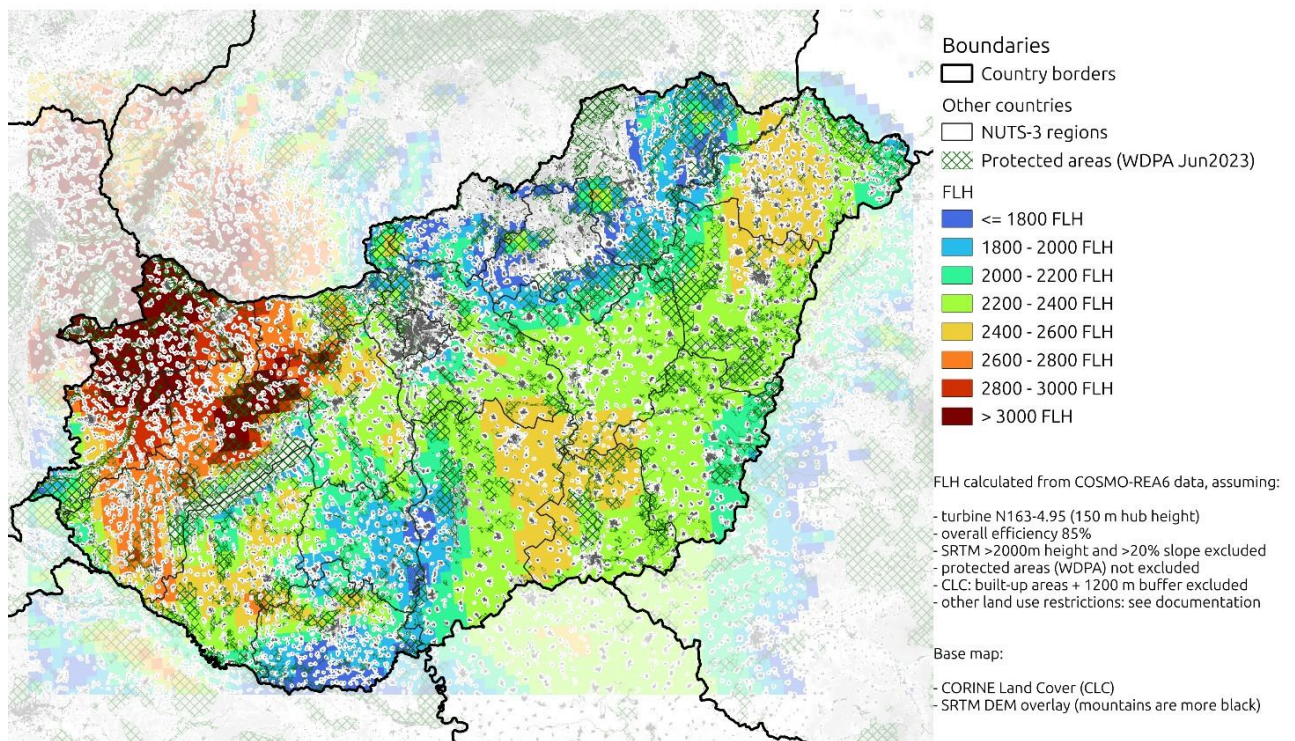 Boundaries
Country borders
Other countries
NUTS-3 regions
Protected areas (WDPA Jun2023)
FLH
<= 1800 FLH
1800 - 2000 FLH
2000 - 2200 FLH
2200 - 2400 FLH
2400 - 2600 FLH
2600 - 2800 FLH
2800 - 3000 FLH
> 3000 FLH
FLH calculated from COSMO-REA6 data, assuming:
- turbine N163-4.95 (150 m hub height)
- overall efficiency 85%
- SRTM >2000m height and >20% slope excluded
- protected areas (WDPA) not excluded
- CLC: built-up areas + 1200 m buffer excluded
- other land use restrictions: see documentation
Base map:
- CORINE Land Cover (CLC)
- SRTM DEM overlay (mountains are more black)